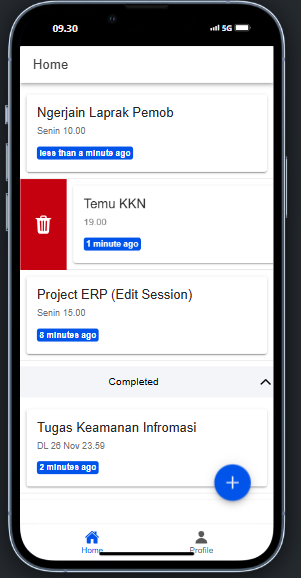 09.30
5G
Home
Ngerjain Laprak Pemob
Senin 10.00
less than a minute ago
Temu KKN
19.00
1 minute ago
Project ERP (Edit Session)
Senin 15.00
8 minutes ago
Completed
Tugas Keamanan Infromasi
DL 26 Nov 23.59
2 minutes ago
Home
Profile